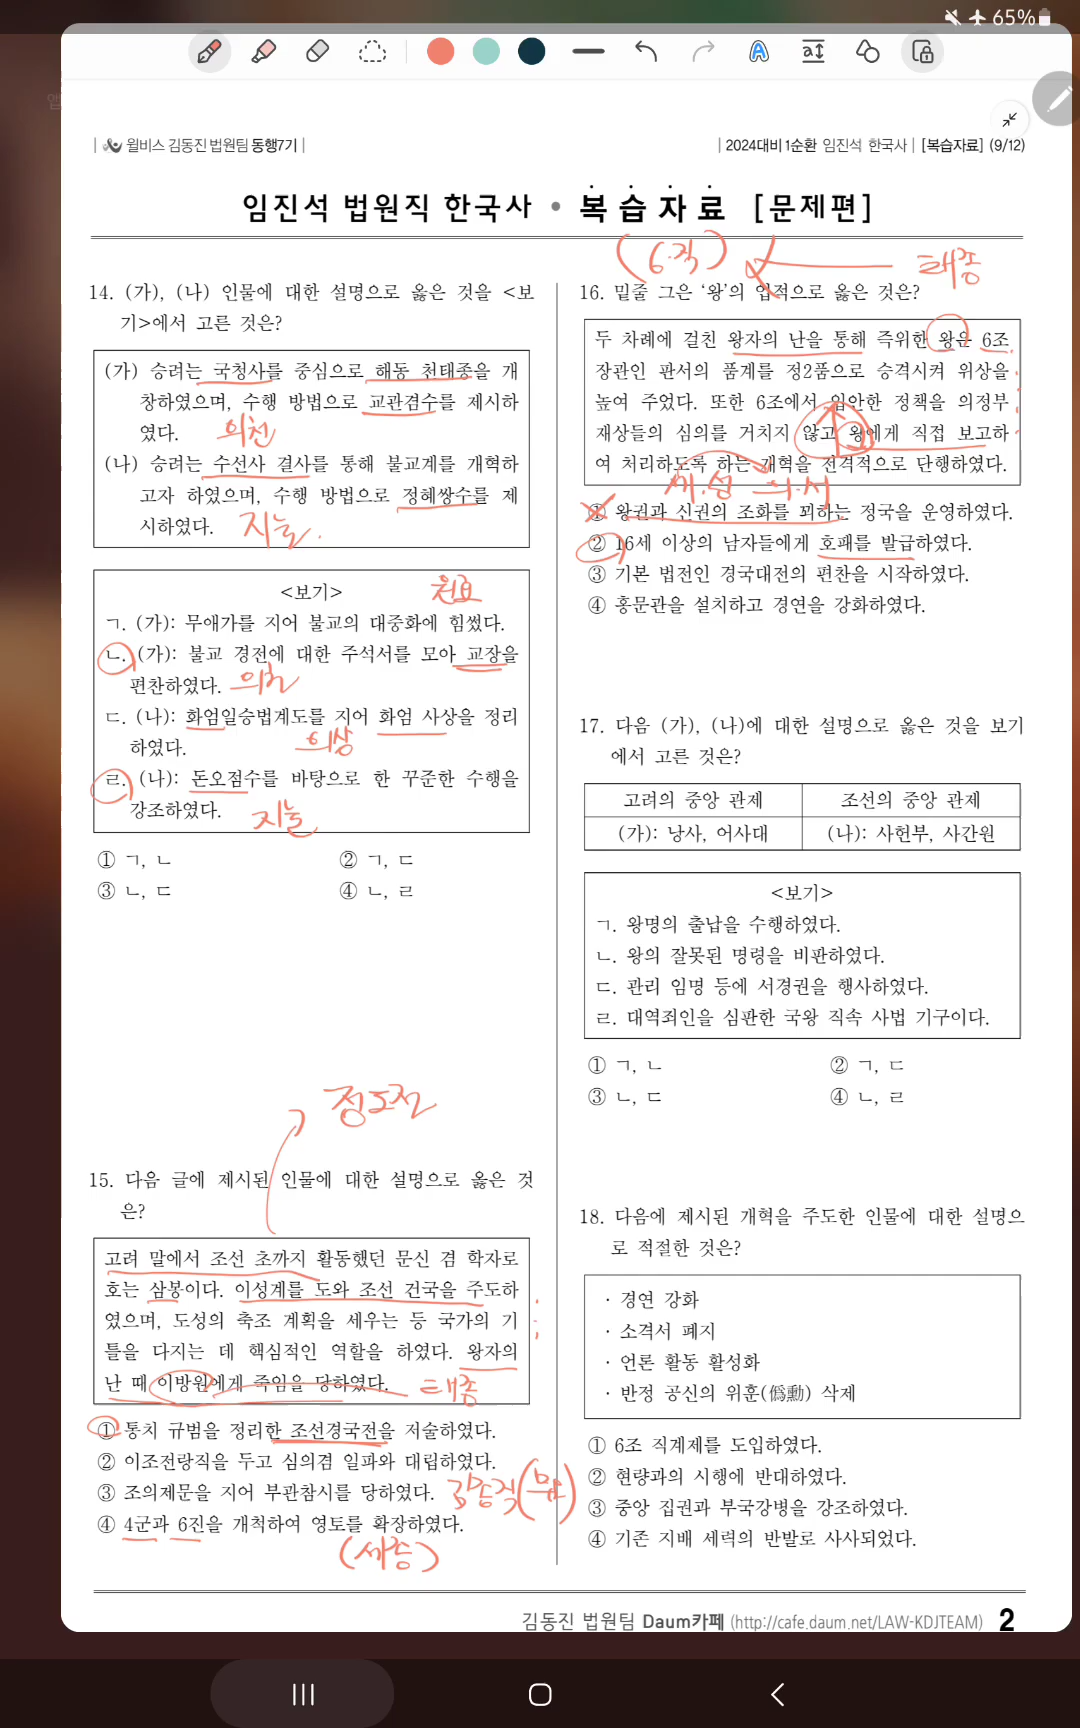 65%
윌비스 김동진 법원팀 동행7기
2024대비 1순환 임진석 한국사 [복습자료] (9/12)
임진석 법원직 한국사 • 복습자료 [문제편]
(6.직)
태종
14. (가), (나) 인물에 대한 설명으로 옳은 것을 <보
기>에서 고른 것은?
(가) 승려는 국청사를 중심으로 해동 천태종을 개
창하였으며, 수행 방법으로 교관겸수를 제시하
였다.
의천
(나) 승려는 수선사 결사를 통해 불교계를 개혁하
고자 하였으며, 수행 방법으로 정혜쌍수를 제
시하였다.
지눌
<보기>
원효
ㄱ. (가): 무애가를 지어 불교의 대중화에 힘썼다.
ㄴ. (가): 불교 경전에 대한 주석서를 모아 교장을
편찬하였다.
의천
ㄷ. (나): 화엄일승법계도를 지어 화엄 사상을 정리
하였다.
의상
ㄹ. (나): 돈오점수를 바탕으로 한 꾸준한 수행을
강조하였다.
지눌
① ㄱ, ㄴ ② ㄱ, ㄷ
③ ㄴ, ㄷ ④ ㄴ, ㄹ
정도전
15. 다음 글에 제시된 인물에 대한 설명으로 옳은 것
은?
고려 말에서 조선 초까지 활동했던 문신 겸 학자로
호는 삼봉이다. 이성계를 도와 조선 건국을 주도하
였으며, 도성의 축조 계획을 세우는 등 국가의 기
틀을 다지는 데 핵심적인 역할을 하였다. 왕자의
난 때 이방원에게 죽임을 당하였다.
태종
① 통치 규범을 정리한 조선경국전을 저술하였다.
② 이조전랑직을 두고 심의겸 일파와 대립하였다.
③ 조의제문을 지어 부관참시를 당하였다.
김종직
④ 4군과 6진을 개척하여 영토를 확장하였다.
(세종)
16. 밑줄 그은 '왕'의 업적으로 옳은 것은?
두 차례에 걸친 왕자의 난을 통해 즉위한 왕은 6조
장관인 판서의 품계를 정2품으로 승격시켜 위상을
높여 주었다. 또한 6조에서 입안한 정책을 의정부
재상들의 심의를 거치지 않고 왕에게 직접 보고하
여 처리하도록 하는 개혁을 전격적으로 단행하였다.
의.서
① 왕권과 신권의 조화를 꾀하는 정국을 운영하였다.
② 16세 이상의 남자들에게 호패를 발급하였다.
③ 기본 법전인 경국대전의 편찬을 시작하였다.
④ 홍문관을 설치하고 경연을 강화하였다.
17. 다음 (가), (나)에 대한 설명으로 옳은 것을 보기
에서 고른 것은?
고려의 중앙 관제 조선의 중앙 관제
(가): 낭사, 어사대 (나): 사헌부, 사간원
<보기>
ㄱ. 왕명의 출납을 수행하였다.
ㄴ. 왕의 잘못된 명령을 비판하였다.
ㄷ. 관리 임명 등에 서경권을 행사하였다.
ㄹ. 대역죄인을 심판한 국왕 직속 사법 기구이다.
① ㄱ, ㄴ ② ㄱ, ㄷ
③ ㄴ, ㄷ ④ ㄴ, ㄹ
18. 다음에 제시된 개혁을 주도한 인물에 대한 설명으
로 적절한 것은?
· 경연 강화
· 소격서 폐지
· 언론 활동 활성화
· 반정 공신의 위훈(僞勳) 삭제
① 6조 직계제를 도입하였다.
② 현량과의 시행에 반대하였다.
③ 중앙 집권과 부국강병을 강조하였다.
④ 기존 지배 세력의 반발로 사사되었다.
김동진 법원팀 Daum카페 (http://cafe.daum.net/LAW-KDJTEAM) 2